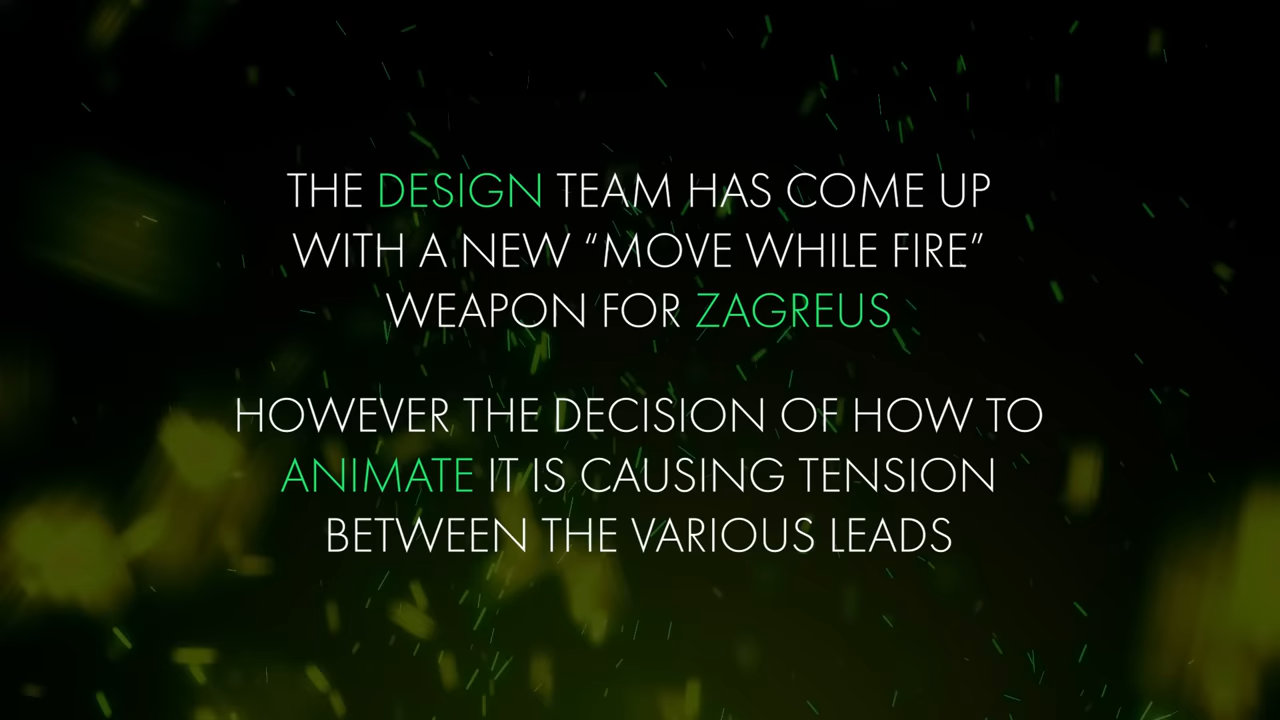 THE DESIGN TEAM HAS COME UP
WITH A NEW “MOVE WHILE FIRE”
WEAPON FOR ZAGREUS
HOWEVER THE DECISION OF HOW TO
ANIMATE IT IS CAUSING TENSION
BETWEEN THE VARIOUS LEADS